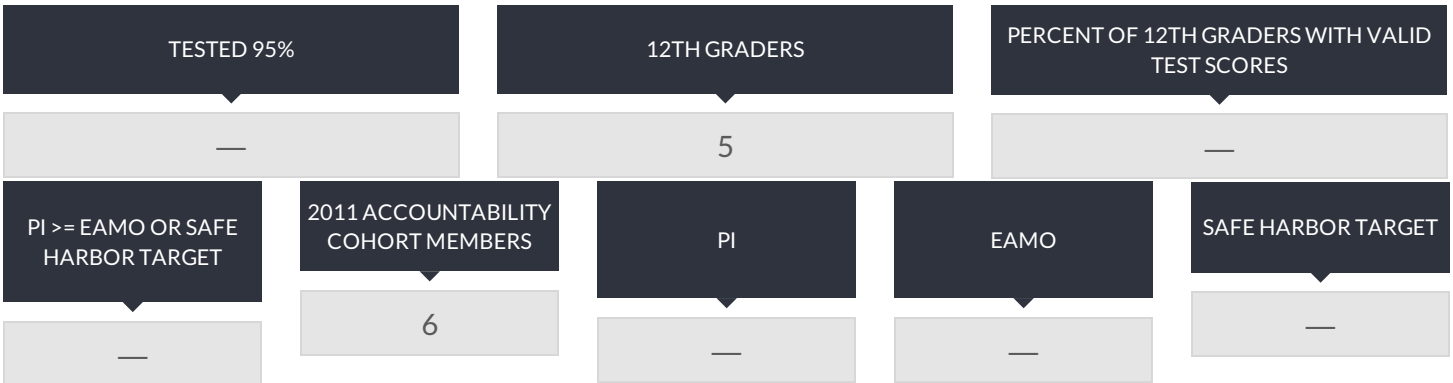 TESTED 95%
12TH GRADERS
PERCENT OF 12TH GRADERS WITH VALID
TEST SCORES
—
5
—
PI >= EAMO OR SAFE
HARBOR TARGET
2011 ACCOUNTABILITY
COHORT MEMBERS
PI
EAMO
SAFE HARBOR TARGET
—
6
—
—
—